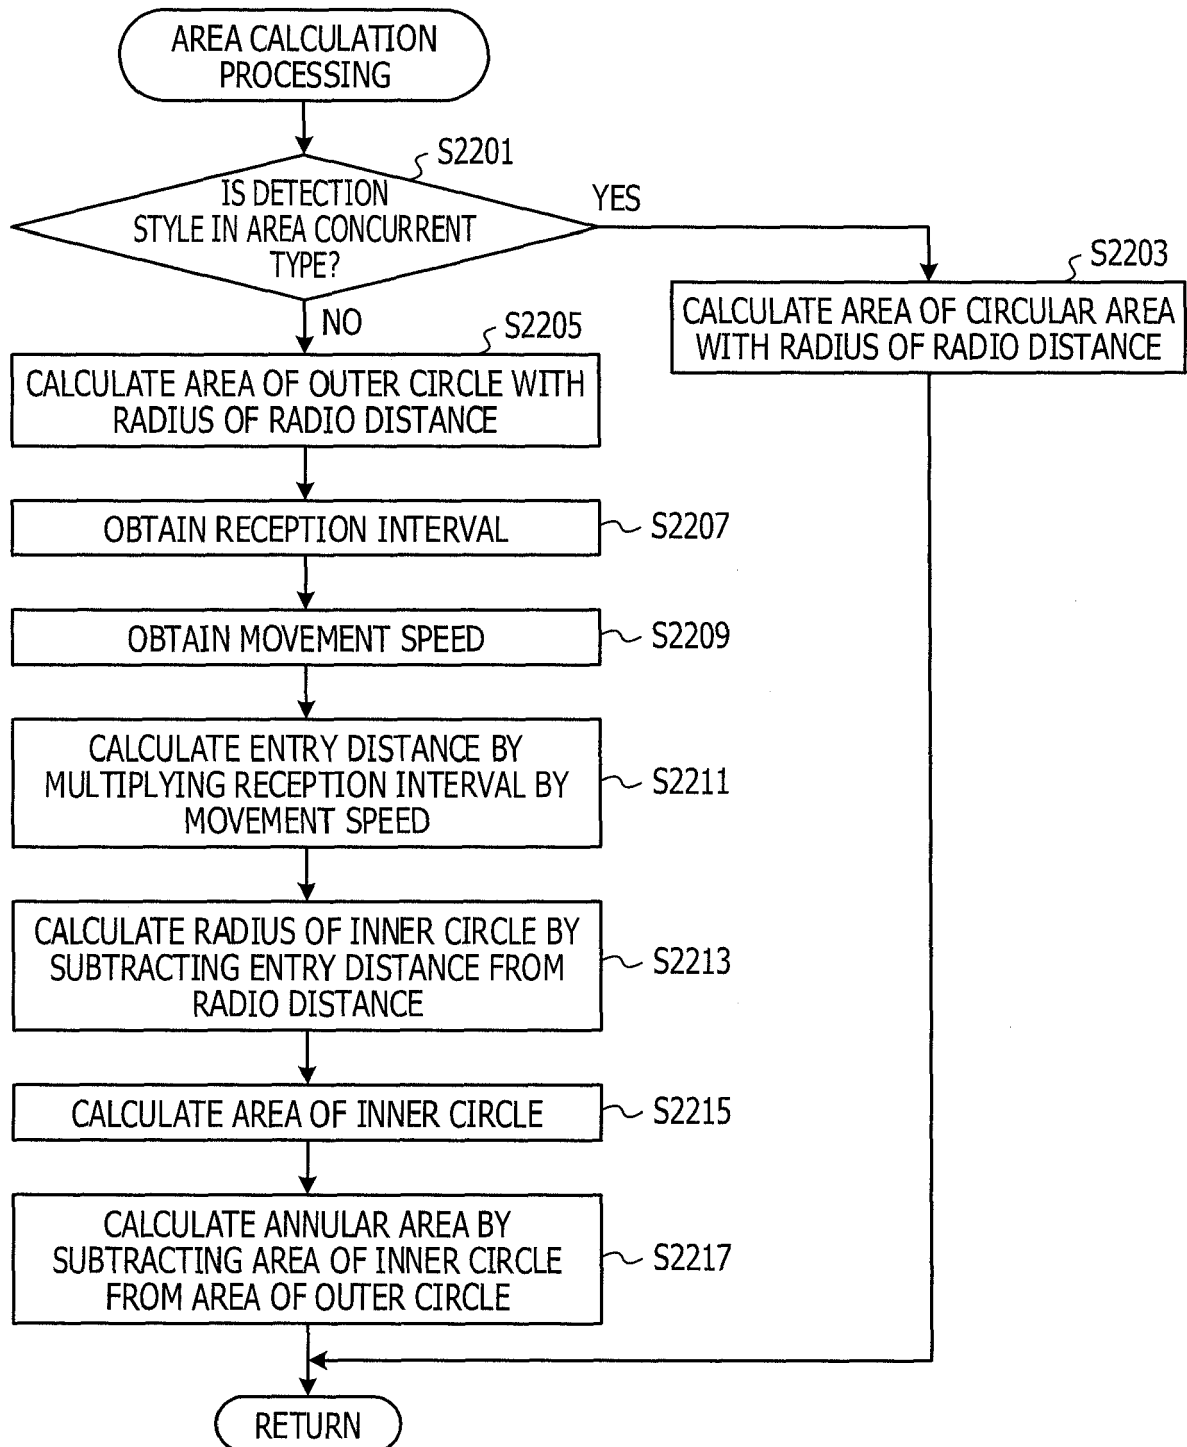 AREA CALCULATION
PROCESSING
S2201
IS DETECTION
STYLE IN AREA CONCURRENT
TYPE?
YES
NO
S2203
CALCULATE AREA OF CIRCULAR AREA
WITH RADIUS OF RADIO DISTANCE
S2205
CALCULATE AREA OF OUTER CIRCLE WITH
RADIUS OF RADIO DISTANCE
OBTAIN RECEPTION INTERVAL
S2207
OBTAIN MOVEMENT SPEED
S2209
CALCULATE ENTRY DISTANCE BY
MULTIPLYING RECEPTION INTERVAL BY
MOVEMENT SPEED
S2211
CALCULATE RADIUS OF INNER CIRCLE BY
SUBTRACTING ENTRY DISTANCE FROM
RADIO DISTANCE
S2213
CALCULATE AREA OF INNER CIRCLE
S2215
CALCULATE ANNULAR AREA BY
SUBTRACTING AREA OF INNER CIRCLE
FROM AREA OF OUTER CIRCLE
S2217
RETURN